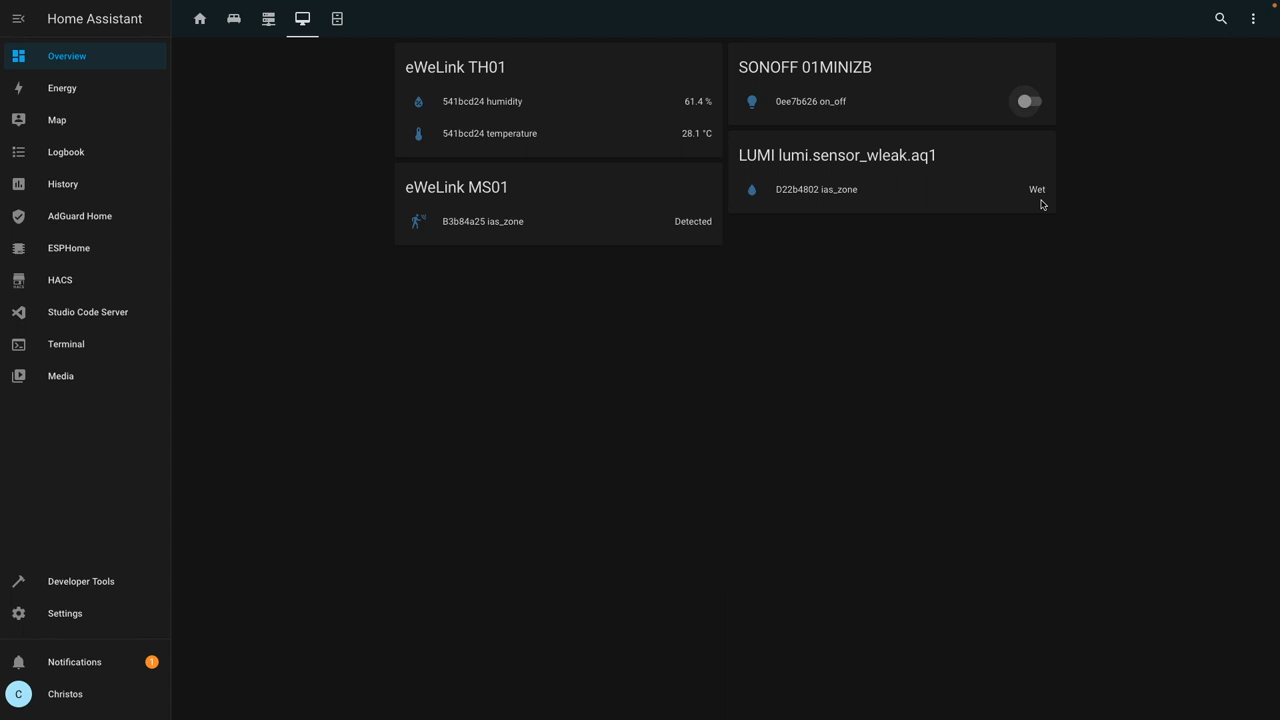 Home Assistant
Overview
Energy
Map
Logbook
History
AdGuard Home
ESPHome
HACS
Studio Code Server
Terminal
Media
Developer Tools
Settings
Notifications 1
C Christos
eWeLink TH01
541bcd24 humidity 61.4 %
541bcd24 temperature 28.1 °C
eWeLink MS01
B3b84a25 ias_zone Detected
SONOFF 01MINIZB
0ee7b626 on_off
LUMI lumi.sensor_wleak.aq1
D22b4802 ias_zone Wet